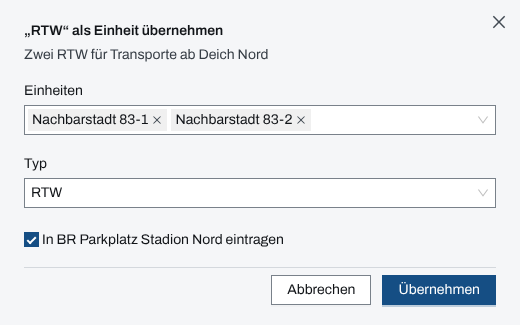 „RTW“ als Einheit übernehmen
Zwei RTW für Transporte ab Deich Nord
Einheiten
Nachbarstadt 83-1 Nachbarstadt 83-2
Typ
RTW
In BR Parkplatz Stadion Nord eintragen
Abbrechen Übernehmen